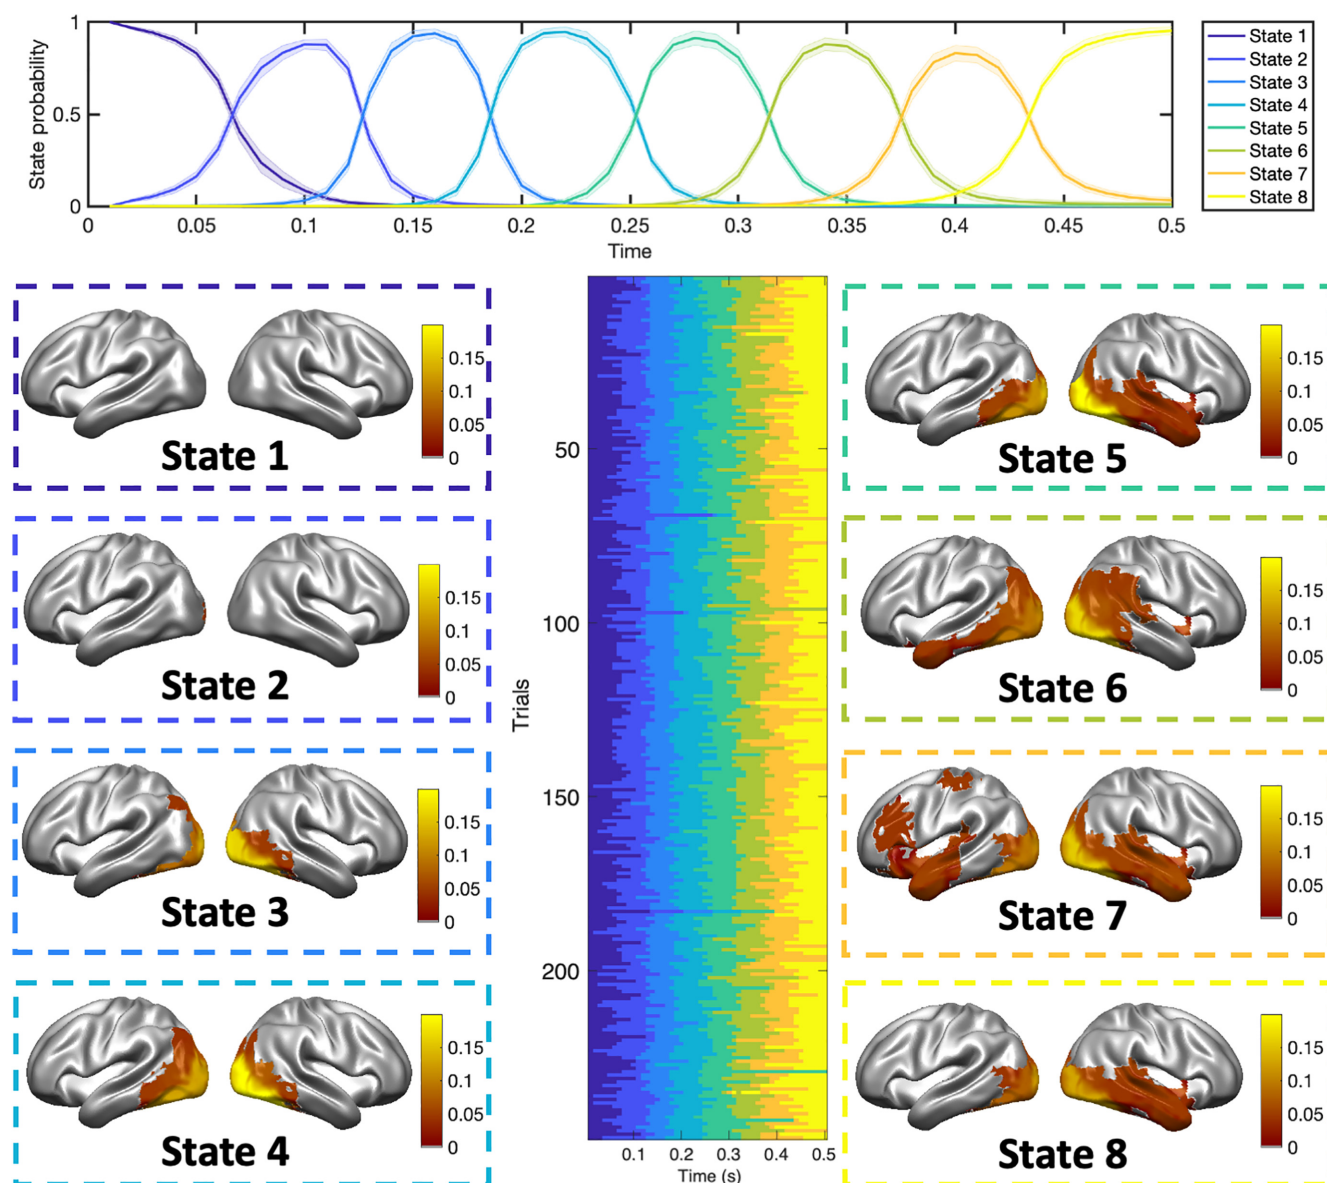 State probability
1
0.5
0
0 0.05 0.1 0.15 0.2 0.25 0.3 0.35 0.4 0.45 0.5
Time
State 1
State 2
State 3
State 4
State 5
State 6
State 7
State 8
0.15
0.1
0.05
0
State 1
0.15
0.1
0.05
0
State 2
0.15
0.1
0.05
0
State 3
0.15
0.1
0.05
0
State 4
Trials
50
100
150
200
0.1 0.2 0.3 0.4 0.5
Time (s)
0.15
0.1
0.05
0
State 5
0.15
0.1
0.05
0
State 6
0.15
0.1
0.05
0
State 7
0.15
0.1
0.05
0
State 8